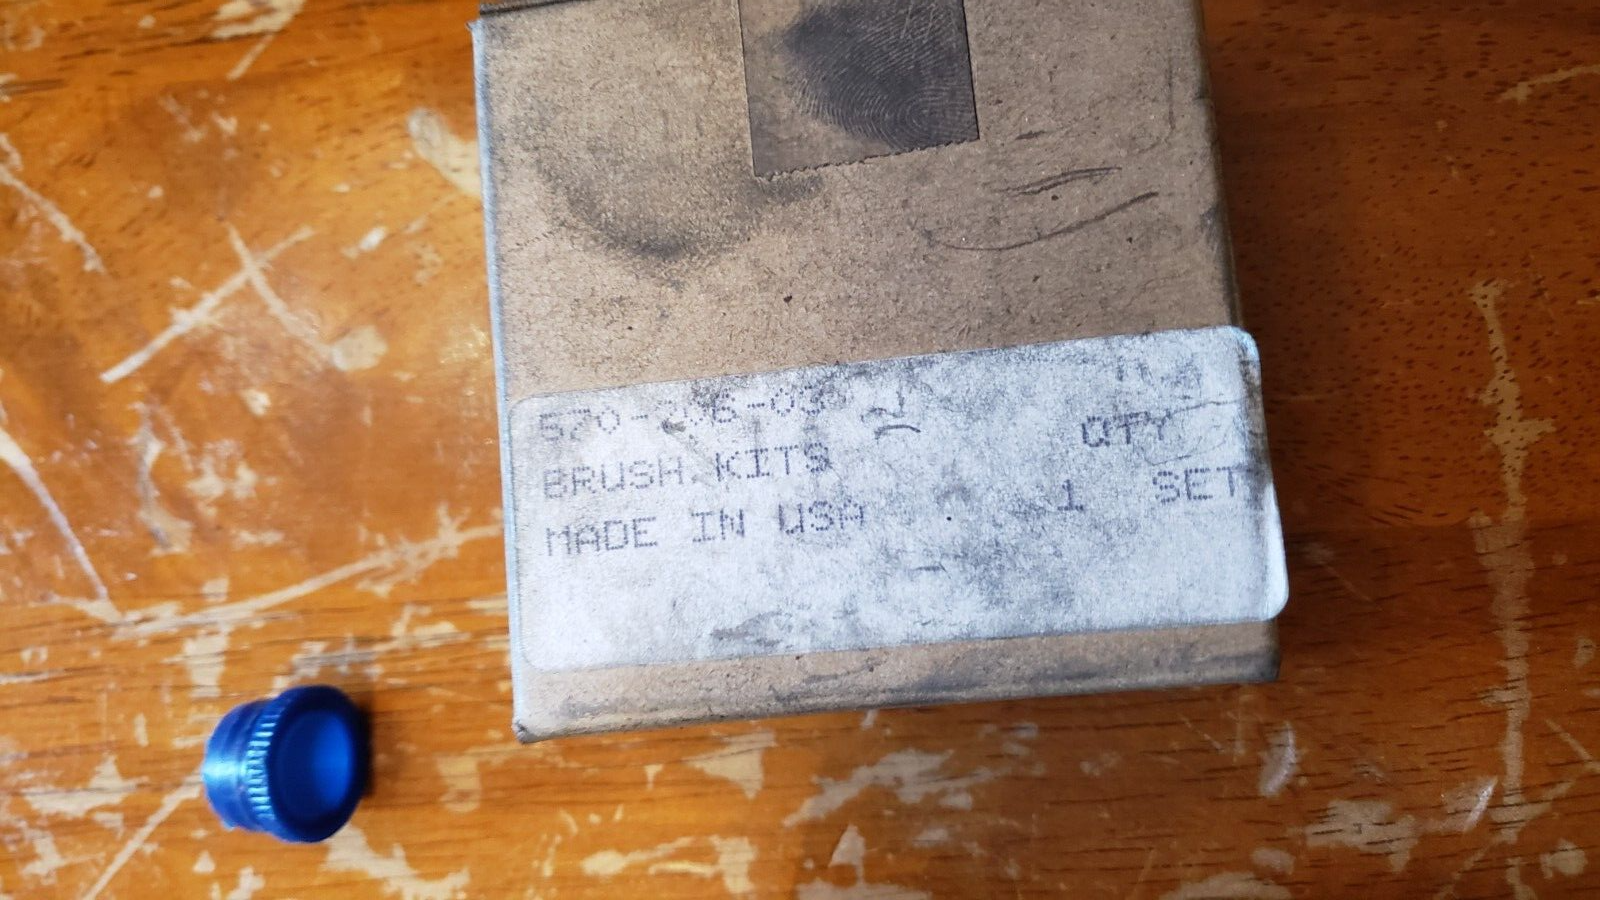 QTY
BRUSH KITS
1 SET
MADE IN USA